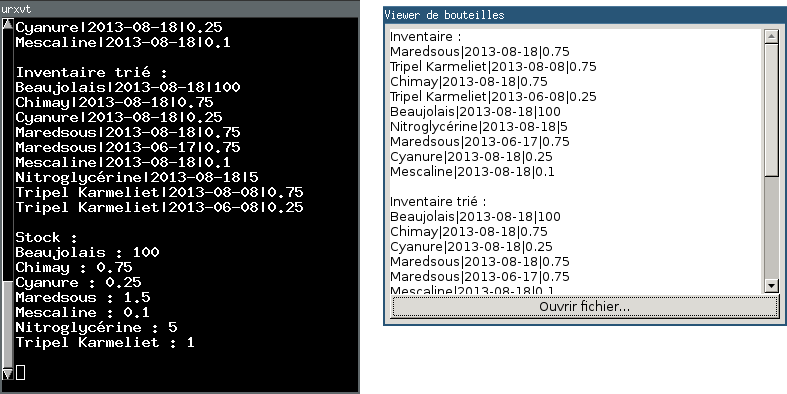 urxvt
Cyanure|2013-08-18|0.25
Mescaline|2013-08-18|0.1
Inventaire trié :
Beaujolais|2013-08-18|100
Chimay|2013-08-18|0.75
Cyanure|2013-08-18|0.25
Maredsous|2013-08-18|0.75
Maredsous|2013-06-17|0.75
Mescaline|2013-08-18|0.1
Nitroglycérine|2013-08-18|5
Tripel Karmeliet|2013-08-08|0.75
Tripel Karmeliet|2013-06-08|0.25
Stock :
Beaujolais : 100
Chimay : 0.75
Cyanure : 0.25
Maredsous : 1.5
Mescaline : 0.1
Nitroglycérine : 5
Tripel Karmeliet : 1
Viewer de bouteilles
Inventaire :
Maredsous|2013-08-18|0.75
Tripel Karmeliet|2013-08-08|0.75
Chimay|2013-08-18|0.75
Tripel Karmeliet|2013-06-08|0.25
Beaujolais|2013-08-18|100
Nitroglycérine|2013-08-18|5
Maredsous|2013-06-17|0.75
Cyanure|2013-08-18|0.25
Mescaline|2013-08-18|0.1
Inventaire trié :
Beaujolais|2013-08-18|100
Chimay|2013-08-18|0.75
Cyanure|2013-08-18|0.25
Maredsous|2013-08-18|0.75
Maredsous|2013-06-17|0.75
Mescaline|2013-08-18|0.1
Ouvrir fichier...